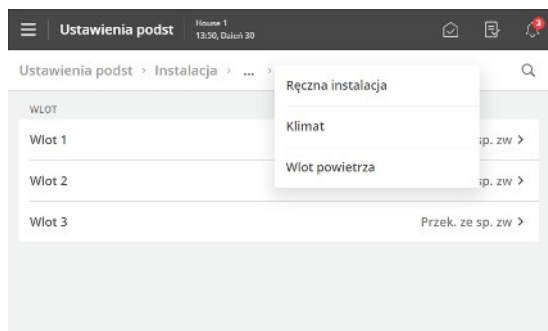 Ustawienia podst
House 1
13:50, Dzień 30
3
Ustawienia podst > Instalacja > ... >
Ręczna instalacja
Klimat
Wlot powietrza
WLOT
Wlot 1 sp. zw >
Wlot 2 sp. zw >
Wlot 3 Przek. ze sp. zw >